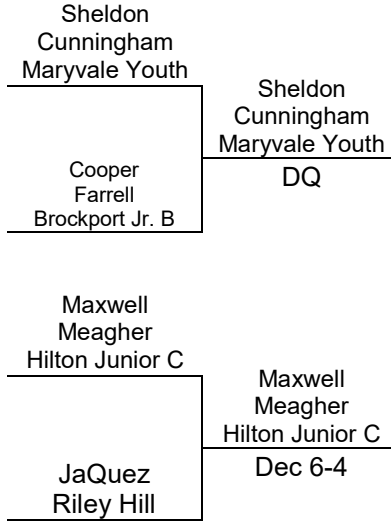 Sheldon
Cunningham
Maryvale Youth
Sheldon
Cunningham
Maryvale Youth
DQ
Cooper
Farrell
Brockport Jr. B
Maxwell
Meagher
Hilton Junior C
Maxwell
Meagher
Hilton Junior C
Dec 6-4
JaQuez
Riley Hill